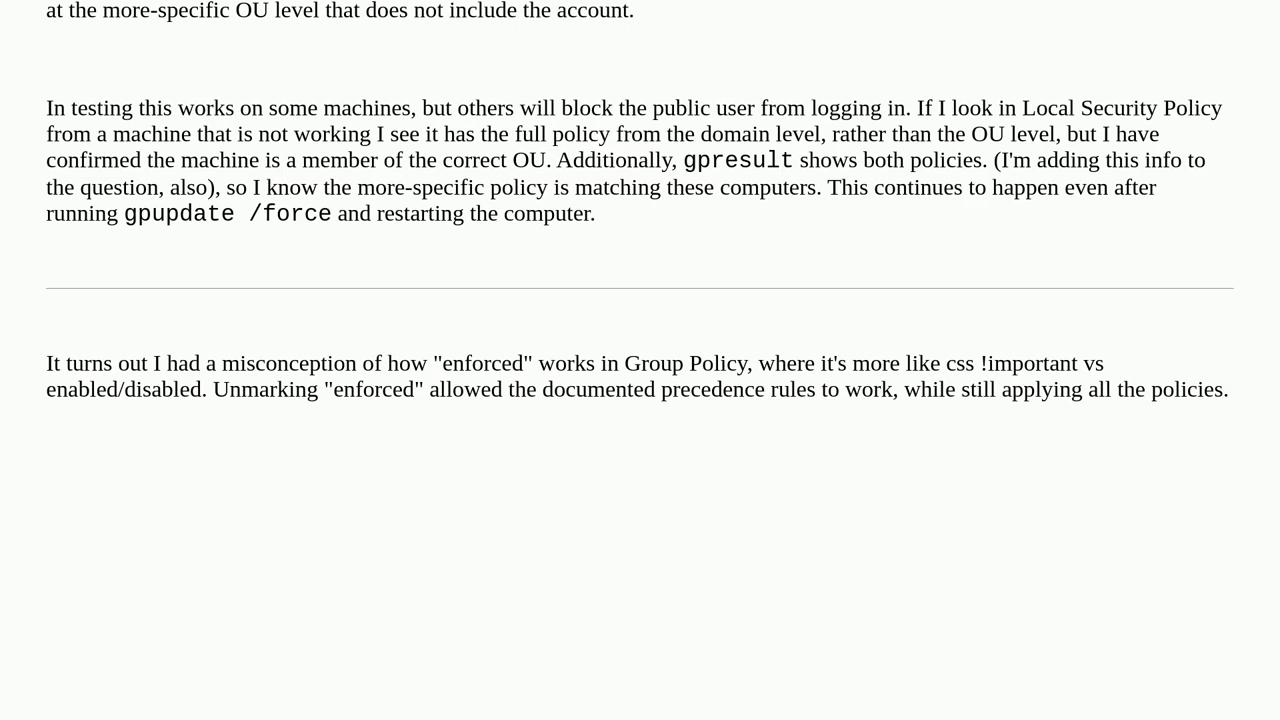 at the more-specific OU level that does not include the account.
In testing this works on some machines, but others will block the public user from logging in. If I look in Local Security Policy
from a machine that is not working I see it has the full policy from the domain level, rather than the OU level, but I have
confirmed the machine is a member of the correct OU. Additionally, gpresult shows both policies. (I'm adding this info to
the question, also), so I know the more-specific policy is matching these computers. This continues to happen even after
running gpupdate /force and restarting the computer.
It turns out I had a misconception of how "enforced" works in Group Policy, where it's more like css !important vs
enabled/disabled. Unmarking "enforced" allowed the documented precedence rules to work, while still applying all the policies.